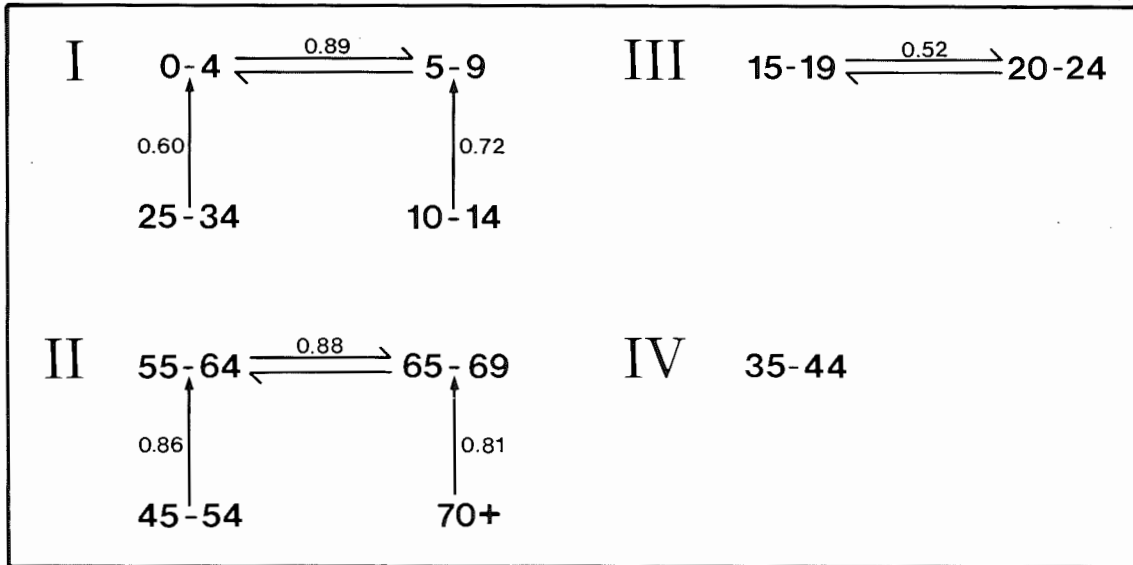 I 0-4 0.89 5-9
0.60 0.72
25-34 10-14
III 15-19 0.52 20-24
II 55-64 0.88 65-69
0.86 0.81
45-54 70+
IV 35-44